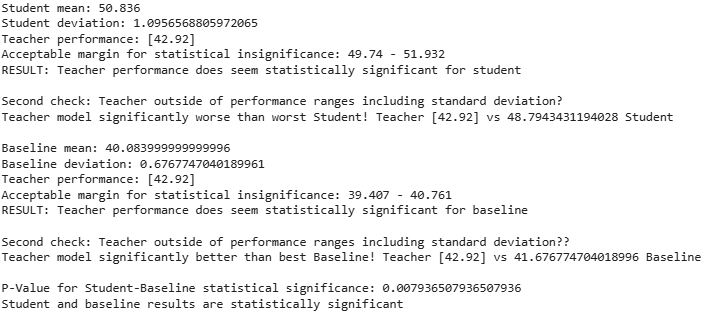 Student mean: 50.836
Student deviation: 1.0956568805972065
Teacher performance: [42.92]
Acceptable margin for statistical insignificance: 49.74 - 51.932
RESULT: Teacher performance does seem statistically significant for student
Second check: Teacher outside of performance ranges including standard deviation?
Teacher model significantly worse than worst Student! Teacher [42.92] vs 48.7943431194028 Student
Baseline mean: 40.083999999999996
Baseline deviation: 0.6767747040189961
Teacher performance: [42.92]
Acceptable margin for statistical insignificance: 39.407 - 40.761
RESULT: Teacher performance does seem statistically significant for baseline
Second check: Teacher outside of performance ranges including standard deviation??
Teacher model significantly better than best Baseline! Teacher [42.92] vs 41.676774704018996 Baseline
P-Value for Student-Baseline statistical significance: 0.007936507936507936
Student and baseline results are statistically significant